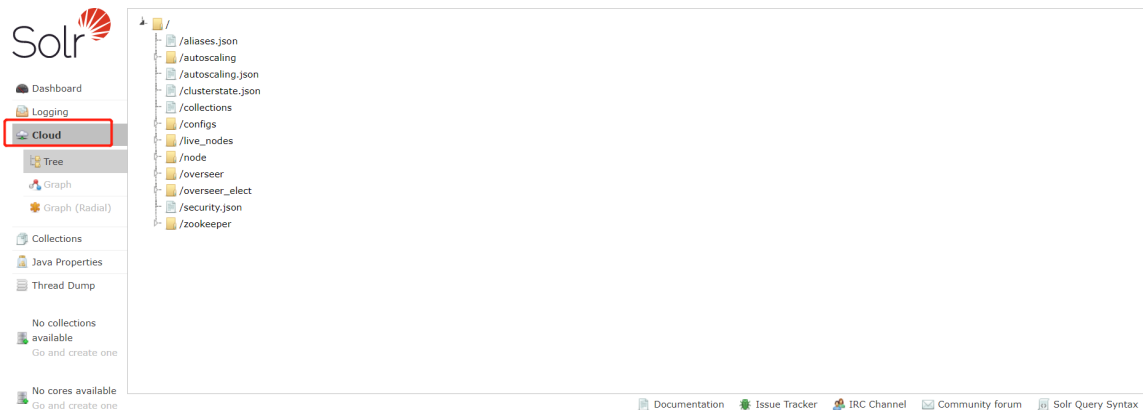 Solr
Dashboard
Logging
Cloud
Tree
Graph
Graph (Radial)
Collections
Java Properties
Thread Dump
No collections
available
Go and create one
No cores available
Go and create one
/
/aliases.json
/autoscaling
/autoscaling.json
/clusterstate.json
/collections
/configs
/live_nodes
/node
/overseer
/overseer_elect
/security.json
/zookeeper
Documentation Issue Tracker IRC Channel Community forum Solr Query Syntax